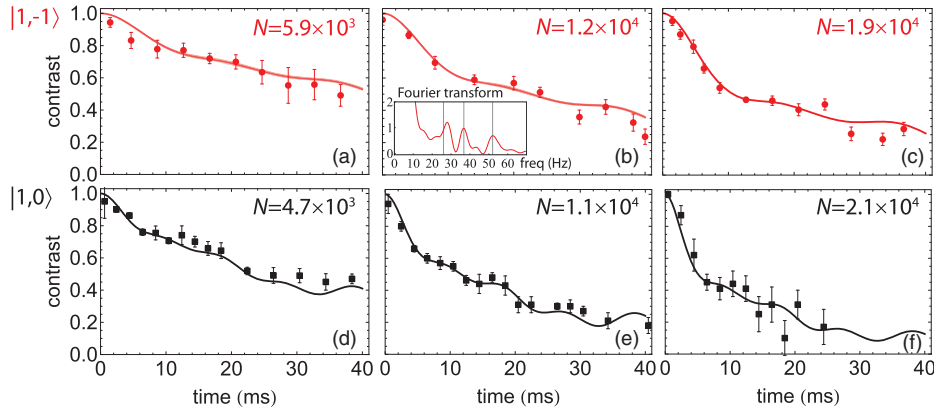 |1,-1⟩
contrast
1.0
0.8
0.6
0.4
0.0
N=5.9×10³
(a)
N=1.2×10⁴
Fourier transform
2
1
0
0 10 20 30 40 50 60
freq (Hz)
(b)
N=1.9×10⁴
(c)
|1,0⟩
contrast
1.0
0.8
0.6
0.4
0.2
0.0
N=4.7×10³
(d)
N=1.1×10⁴
(e)
N=2.1×10⁴
(f)
0 10 20 30 40
0 10 20 30 40
0 10 20 30 40
time (ms)
time (ms)
time (ms)